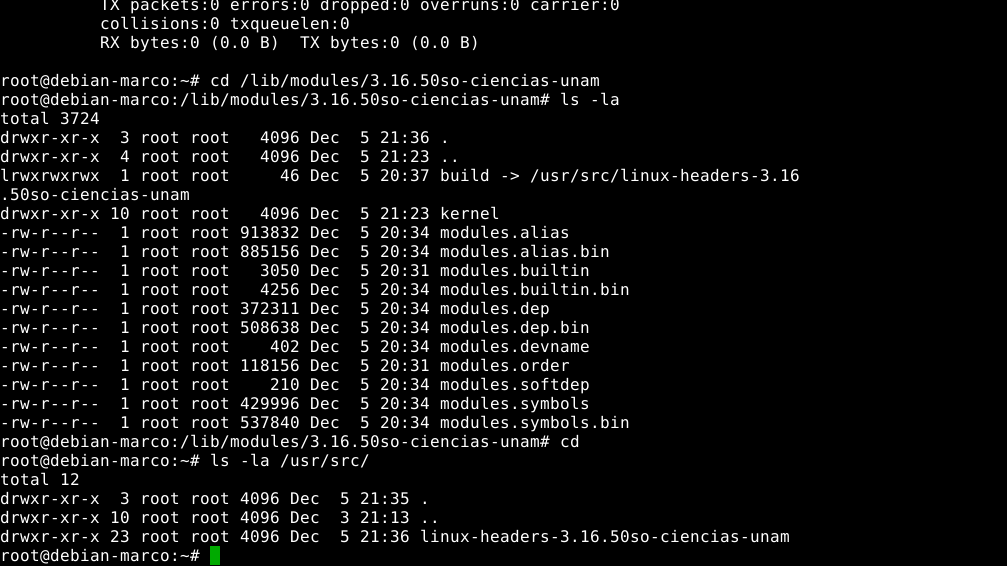 TX packets:0 errors:0 dropped:0 overruns:0 carrier:0
collisions:0 txqueuelen:0
RX bytes:0 (0.0 B)  TX bytes:0 (0.0 B)
root@debian-marco:~# cd /lib/modules/3.16.50so-ciencias-unam
root@debian-marco:/lib/modules/3.16.50so-ciencias-unam# ls -la
total 3724
drwxr-xr-x  3 root root   4096 Dec  5 21:36 .
drwxr-xr-x  4 root root   4096 Dec  5 21:23 ..
lrwxrwxrwx  1 root root     46 Dec  5 20:37 build -> /usr/src/linux-headers-3.16
.50so-ciencias-unam
drwxr-xr-x 10 root root   4096 Dec  5 21:23 kernel
-rw-r--r--  1 root root 913832 Dec  5 20:34 modules.alias
-rw-r--r--  1 root root 885156 Dec  5 20:34 modules.alias.bin
-rw-r--r--  1 root root   3050 Dec  5 20:31 modules.builtin
-rw-r--r--  1 root root   4256 Dec  5 20:34 modules.builtin.bin
-rw-r--r--  1 root root 372311 Dec  5 20:34 modules.dep
-rw-r--r--  1 root root 508638 Dec  5 20:34 modules.dep.bin
-rw-r--r--  1 root root    402 Dec  5 20:34 modules.devname
-rw-r--r--  1 root root 118156 Dec  5 20:31 modules.order
-rw-r--r--  1 root root    210 Dec  5 20:34 modules.softdep
-rw-r--r--  1 root root 429996 Dec  5 20:34 modules.symbols
-rw-r--r--  1 root root 537840 Dec  5 20:34 modules.symbols.bin
root@debian-marco:/lib/modules/3.16.50so-ciencias-unam# cd
root@debian-marco:~# ls -la /usr/src/
total 12
drwxr-xr-x  3 root root 4096 Dec  5 21:35 .
drwxr-xr-x 10 root root 4096 Dec  3 21:13 ..
drwxr-xr-x 23 root root 4096 Dec  5 21:36 linux-headers-3.16.50so-ciencias-unam
root@debian-marco:~#